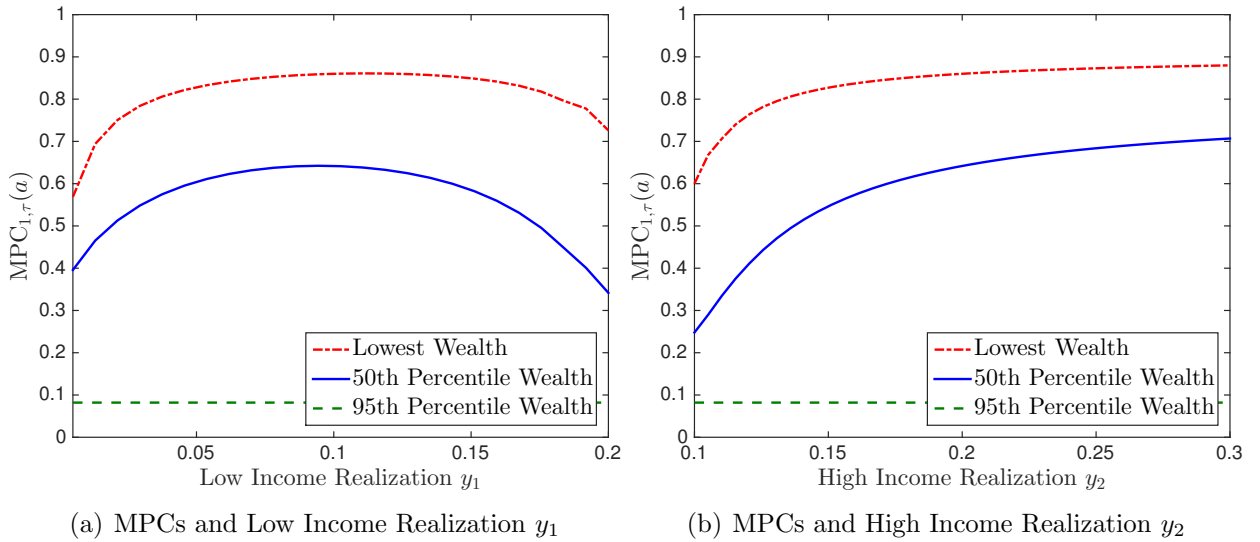 1
0.9
0.8
0.7
0.6
0.5
0.4
0.3
0.2
0.1
0
MPC₁,τ(a)
0.05 0.1 0.15 0.2
Low Income Realization y₁
Lowest Wealth
50th Percentile Wealth
95th Percentile Wealth
(a) MPCs and Low Income Realization y₁
1
0.9
0.8
0.7
0.6
0.5
0.4
0.3
0.2
0.1
0
MPC₁,τ(a)
0.1 0.15 0.2 0.25 0.3
High Income Realization y₂
Lowest Wealth
50th Percentile Wealth
95th Percentile Wealth
(b) MPCs and High Income Realization y₂